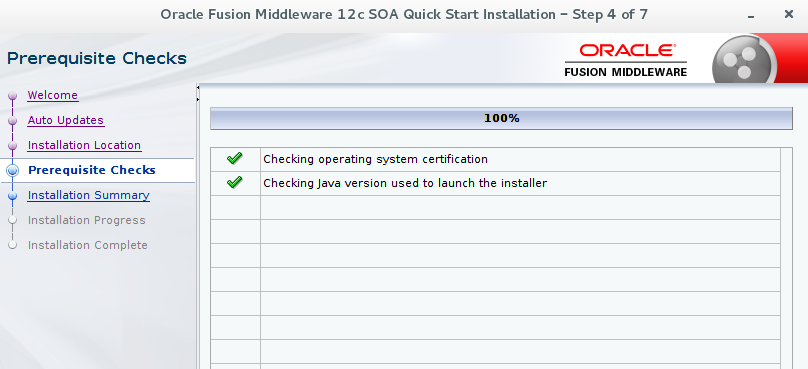 Oracle Fusion Middleware 12c SOA Quick Start Installation – Step 4 of 7
Prerequisite Checks
ORACLE
FUSION MIDDLEWARE
Welcome
Auto Updates
Installation Location
Prerequisite Checks
Installation Summary
Installation Progress
Installation Complete
100%
Checking operating system certification
Checking Java version used to launch the installer